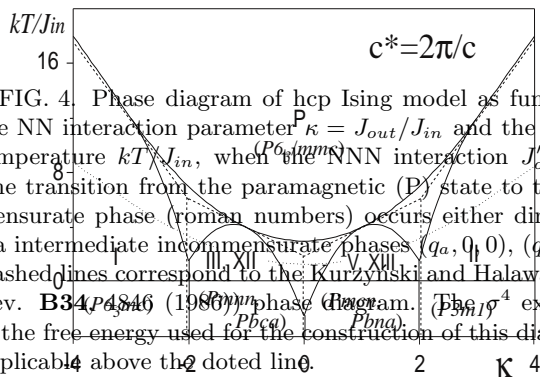 kT/Jin
16
c*=2π/c
FIG. 4. Phase diagram of hcp Ising model as fun
e NN interaction parameter κ = J_out/J_in and the
P
mperature kT/J_in, when the NNN interaction J
(P6₃/mmc)
8
ne transition from the paramagnetic (P) state to t
ensurate phase (roman numbers) occurs either dir
a intermediate incommensurate phases (q_a, 0, 0), (q
I
III, XII
V, XIII
II
ashed lines correspond to the Kurzynski and Halaw
0
ev. B34, 4846 (1986)) phase diagram. The σ⁴ ex
(Pmnn,
Pbca)
(Pmcn,
Pbna)
(P3m1)
the free energy used for the construction of this dia
plicable above the doted line.
-4
-2
0
2
4
κ